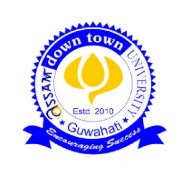 ASSAM down town UNIVERSITY
Estd. 2010
Guwahati
Encouraging Success